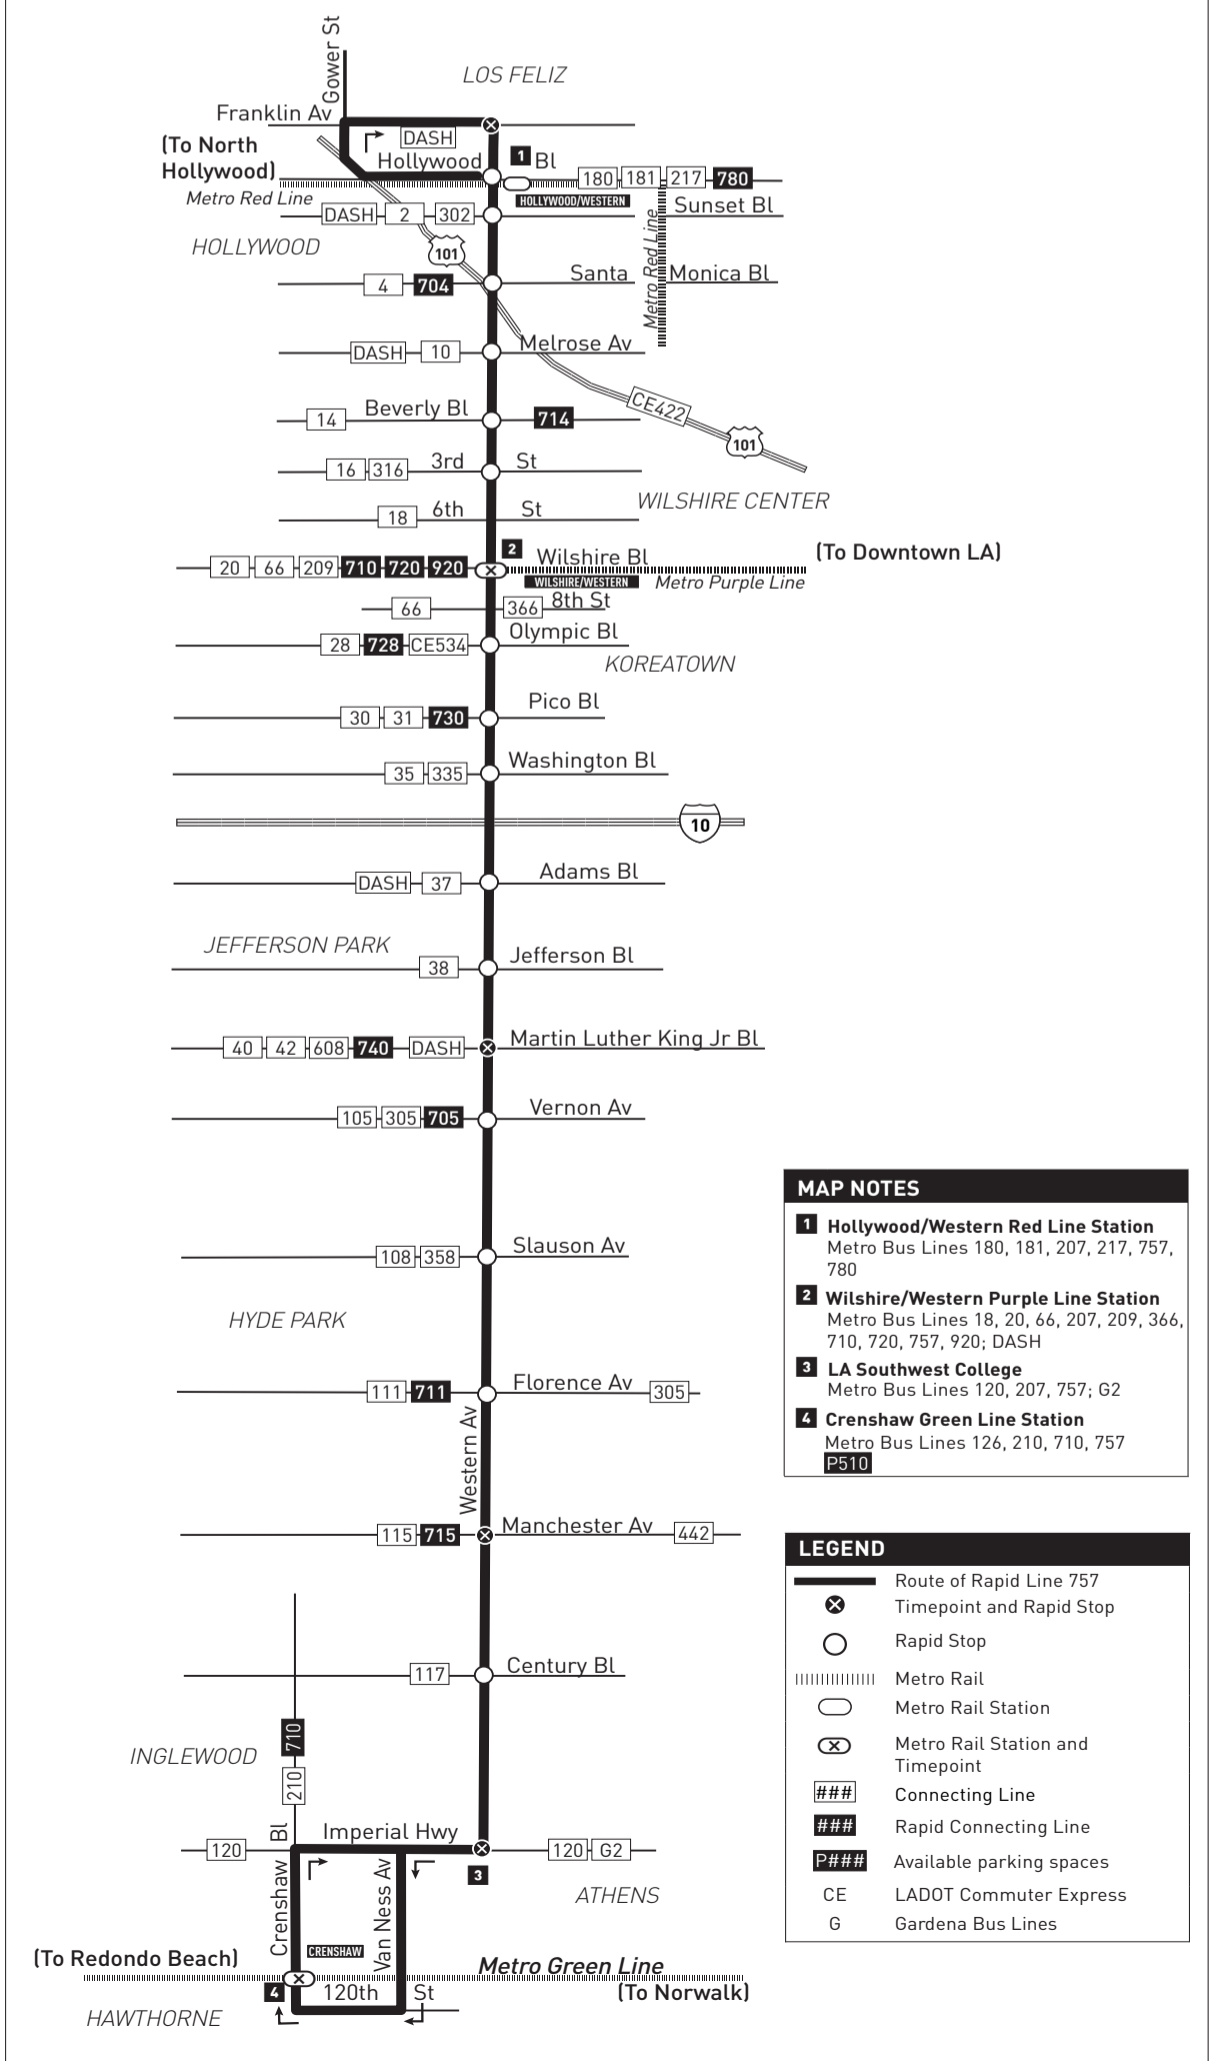 Gower St
LOS FELIZ
Franklin Av
(To North
Hollywood)
DASH
Hollywood
1
Bl
180 181 217 780
Metro Red Line
HOLLYWOOD/WESTERN
DASH 2 302
Sunset Bl
HOLLYWOOD
101
Metro Red Line
4 704
Santa
Monica Bl
DASH 10
Melrose Av
CE422
14
Beverly Bl
714
101
16 316
3rd
St
WILSHIRE CENTER
18
6th
St
2
Wilshire Bl
(To Downtown LA)
20 66 209 710 720 920
WILSHIRE/WESTERN
Metro Purple Line
66
366
8th St
28 728 CE534
Olympic Bl
KOREATOWN
30 31 730
Pico Bl
35 335
Washington Bl
10
DASH 37
Adams Bl
JEFFERSON PARK
38
Jefferson Bl
40 42 608 740 DASH
Martin Luther King Jr Bl
105 305 705
Vernon Av
108 358
Slauson Av
HYDE PARK
111 711
Florence Av
305
Western Av
115 715
Manchester Av
442
117
Century Bl
710
INGLEWOOD
210
120
Crenshaw Bl
Imperial Hwy
120 G2
3
Van Ness Av
ATHENS
CRENSHAW
(To Redondo Beach)
Metro Green Line
4
120th
St
(To Norwalk)
HAWTHORNE
MAP NOTES
1 Hollywood/Western Red Line Station
Metro Bus Lines 180, 181, 207, 217, 757,
780
2 Wilshire/Western Purple Line Station
Metro Bus Lines 18, 20, 66, 207, 209, 366,
710, 720, 757, 920; DASH
3 LA Southwest College
Metro Bus Lines 120, 207, 757; G2
4 Crenshaw Green Line Station
Metro Bus Lines 126, 210, 710, 757
P510
LEGEND
Route of Rapid Line 757
Timepoint and Rapid Stop
Rapid Stop
Metro Rail
Metro Rail Station
Metro Rail Station and
Timepoint
### Connecting Line
### Rapid Connecting Line
P### Available parking spaces
CE LADOT Commuter Express
G Gardena Bus Lines